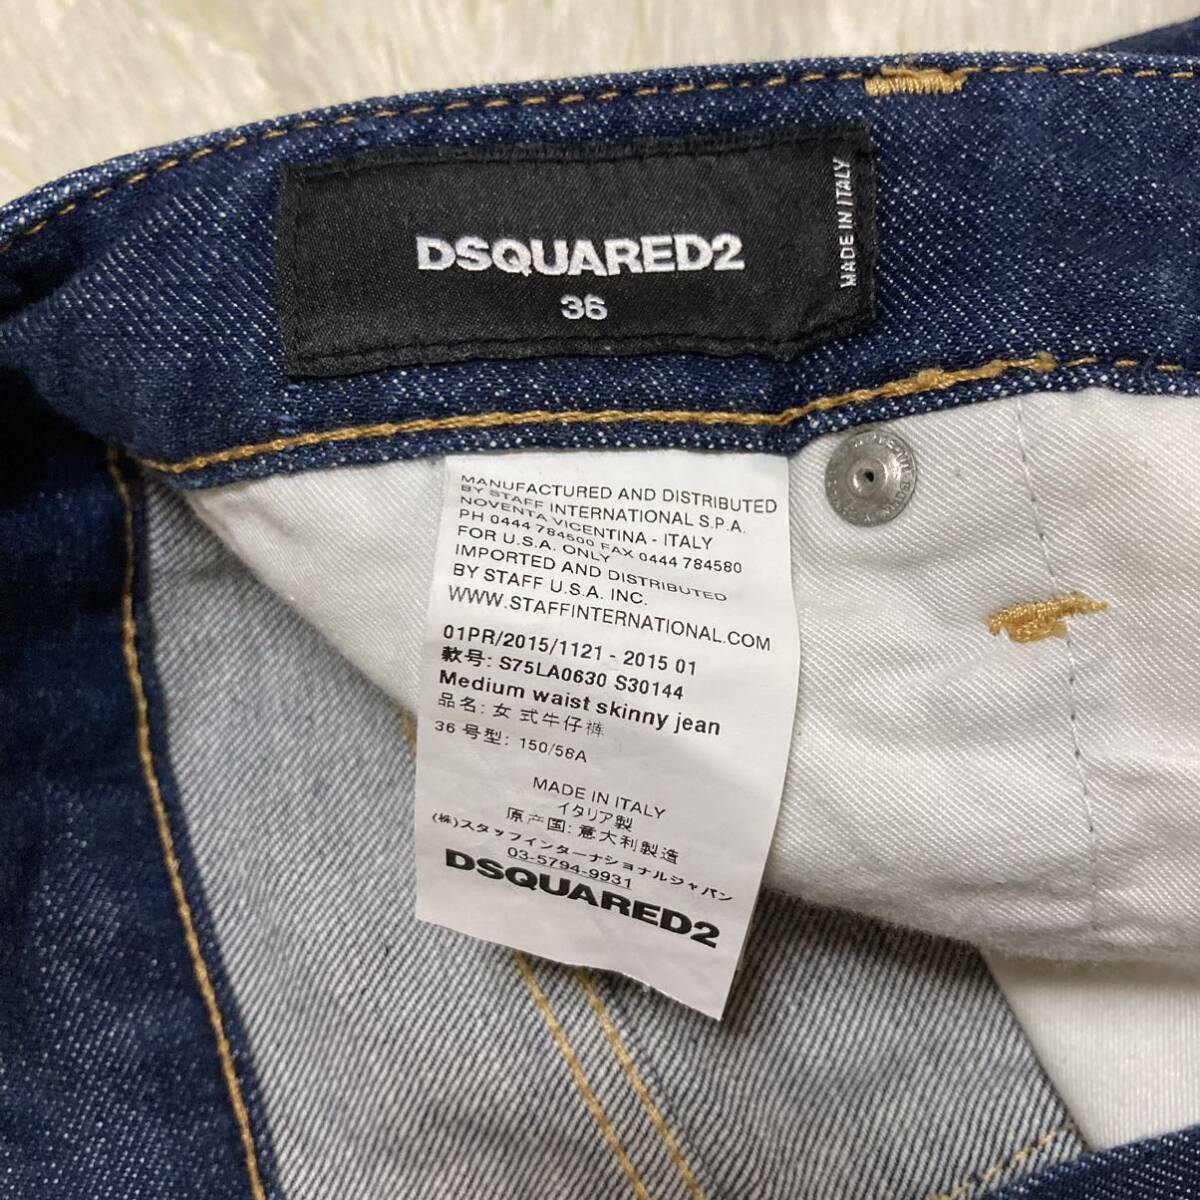 DSQUARED2
36
MADE IN ITALY
MANUFACTURED AND DISTRIBUTED
BY STAFF INTERNATIONAL S.P.A.
NOVENTA VICENTINA - ITALY
PH 0444 784500 FAX 0444 784580
FOR U.S.A. ONLY
IMPORTED AND DISTRIBUTED
BY STAFF U.S.A. INC.
WWW.STAFFINTERNATIONAL.COM
01PR/2015/1121 - 2015 01
款号: S75LA0630 S30144
Medium waist skinny jean
品名: 女 式牛仔裤
36 号型: 150/58A
MADE IN ITALY
イタリア製
原产国: 意大利製造
(株)スタッフインターナショナルジャパン
03-5794-9931
DSQUARED2